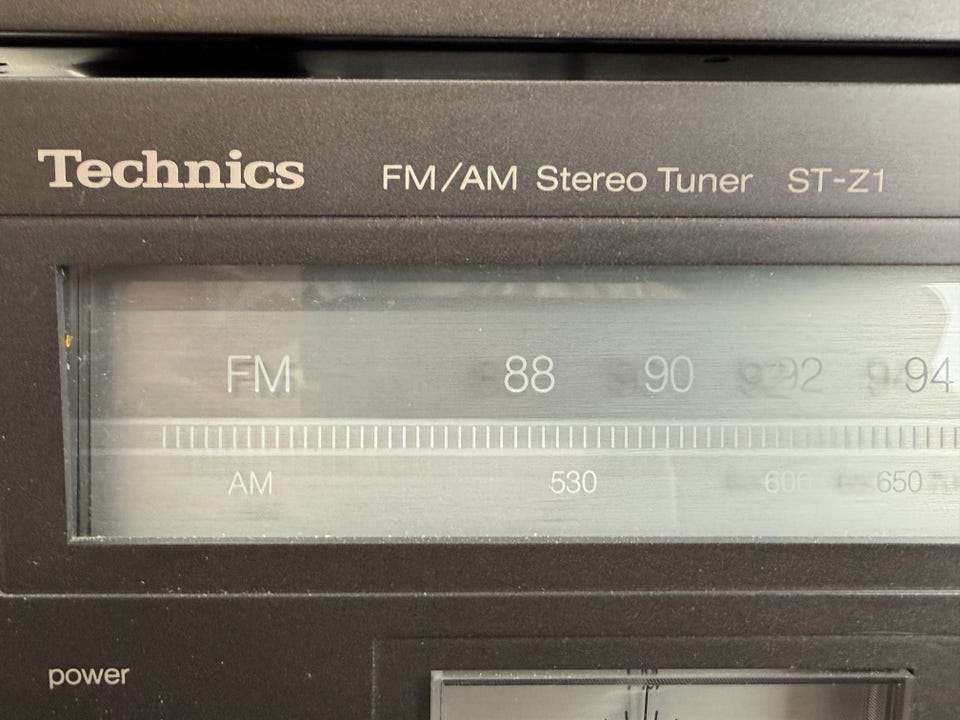 Technics FM/AM Stereo Tuner ST-Z1
FM 88 90 92 94
AM 530 600 650
power